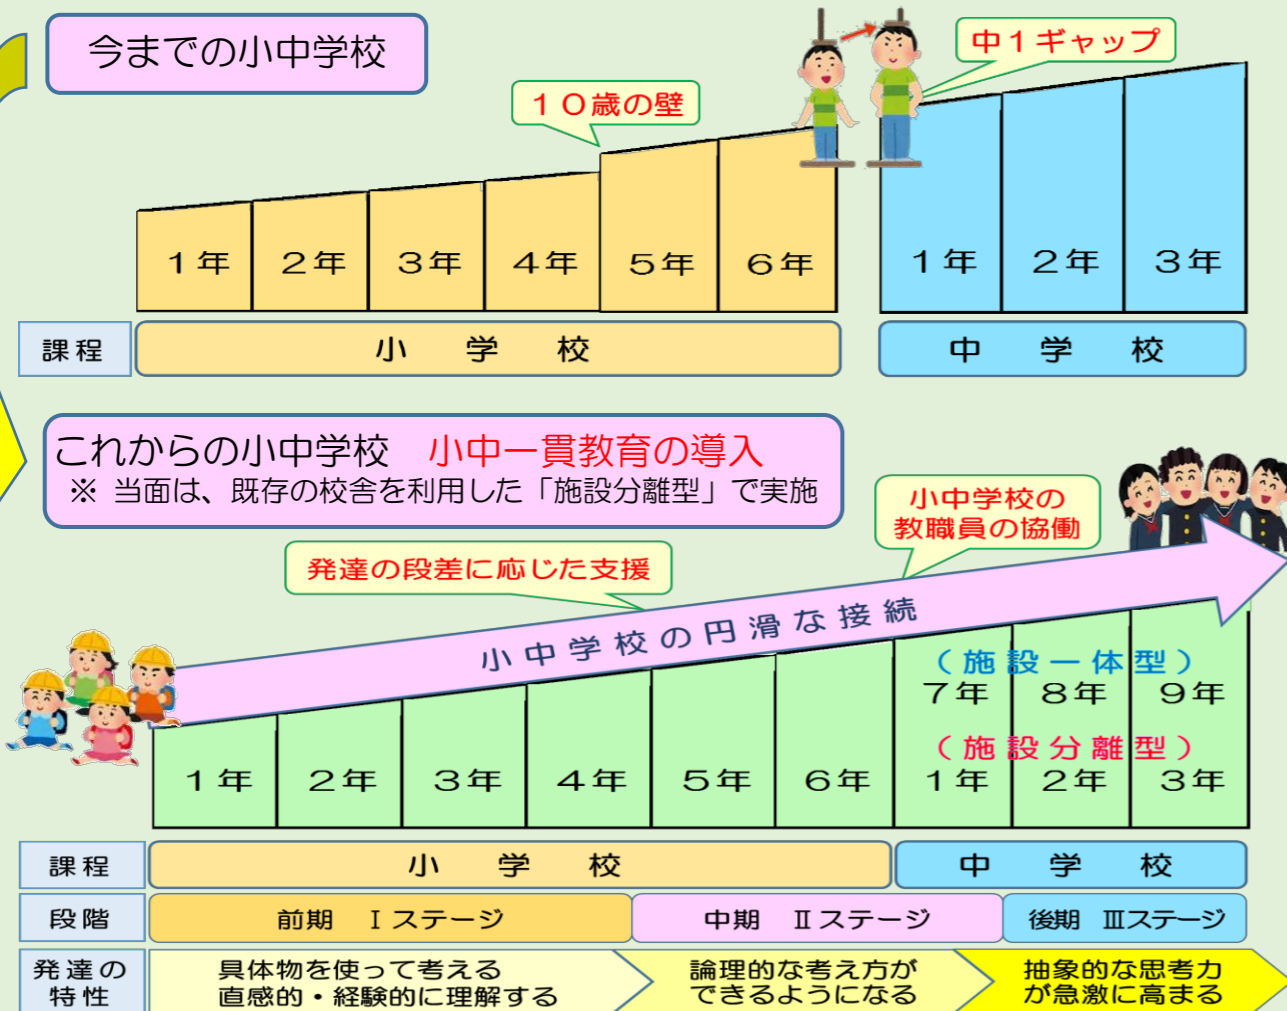 今までの小中学校
中1ギャップ
10歳の壁
1年 2年 3年 4年 5年 6年 1年 2年 3年
課程 小学校 中学校
これからの小中学校 小中一貫教育の導入
※ 当面は、既存の校舎を利用した「施設分離型」で実施
小中学校の
教職員の協働
発達の段差に応じた支援
小中学校の円滑な接続
(施設一体型)
7年 8年 9年
(施設分離型)
1年 2年 3年 4年 5年 6年 1年 2年 3年
課程 小学校 中学校
段階 前期 Ⅰステージ 中期 Ⅱステージ 後期 Ⅲステージ
発達の
特性
具体物を使って考える
直感的・経験的に理解する
論理的な考え方が
できるようになる
抽象的な思考力
が急激に高まる